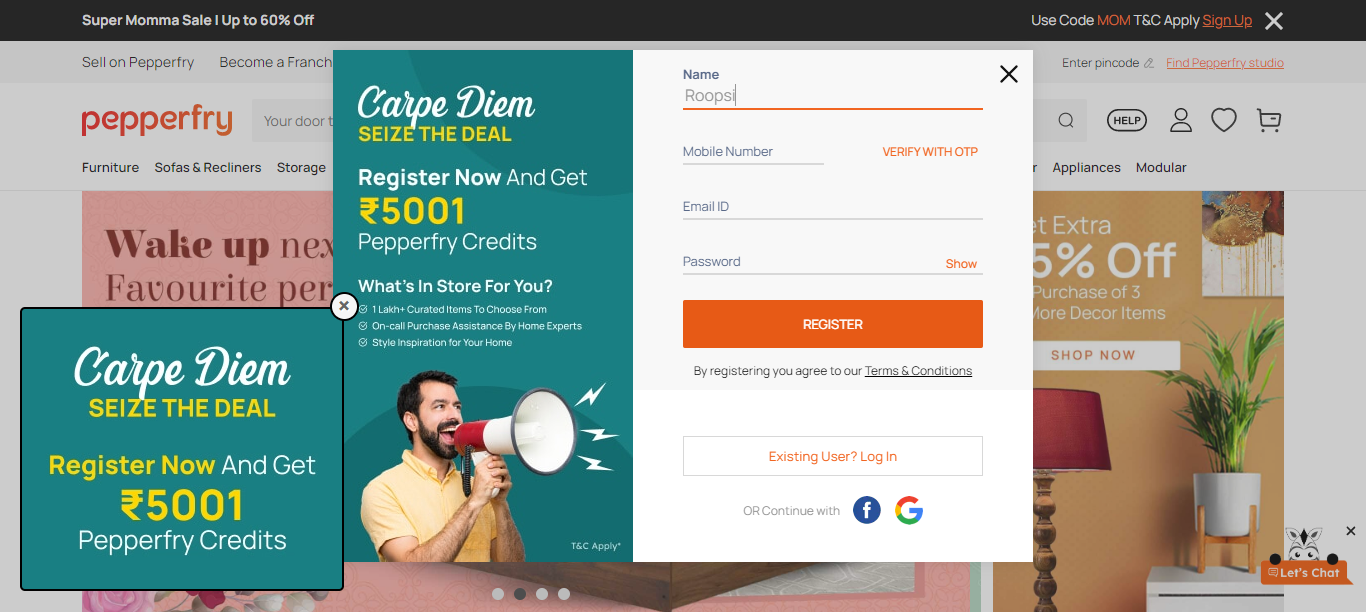 Super Momma Sale | Up to 60% Off
Use Code MOM T&C Apply Sign Up
Sell on Pepperfry
Become a Franch
Enter pincode
Find Pepperfry studio
pepperfry
Your door t
HELP
Furniture
Sofas & Recliners
Storage
Appliances
Modular
Wake up nex
Favourite per
Carpe Diem
SEIZE THE DEAL
Register Now And Get
₹5001
Pepperfry Credits
What's In Store For You?
1 Lakh+ Curated Items To Choose From
On-call Purchase Assistance By Home Experts
Style Inspiration for Your Home
T&C Apply*
Name
Roopsi
Mobile Number
VERIFY WITH OTP
Email ID
Password
Show
REGISTER
By registering you agree to our Terms & Conditions
Existing User? Log In
OR Continue with
Carpe Diem
SEIZE THE DEAL
Register Now And Get
₹5001
Pepperfry Credits
et Extra
5% Off
Purchase of 3
More Decor Items
SHOP NOW
Let's Chat